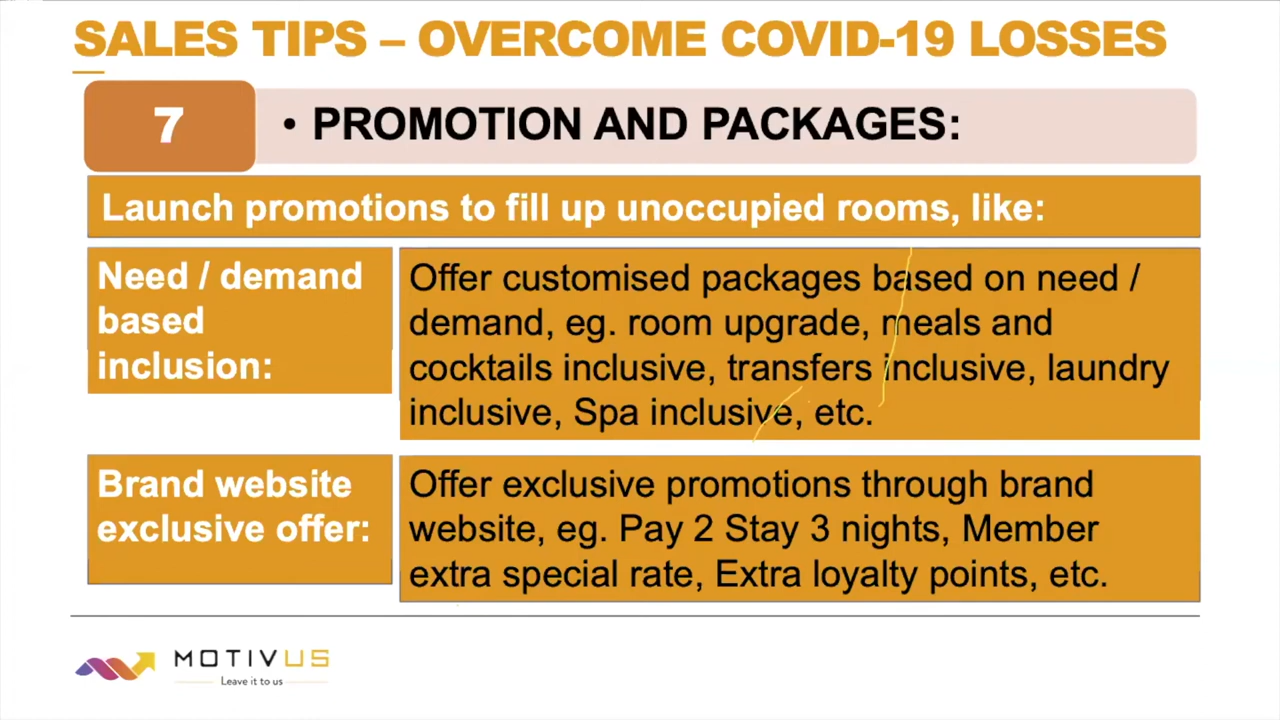 SALES TIPS – OVERCOME COVID-19 LOSSES
7
• PROMOTION AND PACKAGES:
Launch promotions to fill up unoccupied rooms, like:
Need / demand
based
inclusion:
Offer customised packages based on need /
demand, eg. room upgrade, meals and
cocktails inclusive, transfers inclusive, laundry
inclusive, Spa inclusive, etc.
Brand website
exclusive offer:
Offer exclusive promotions through brand
website, eg. Pay 2 Stay 3 nights, Member
extra special rate, Extra loyalty points, etc.
MOTIVUS
Leave it to us